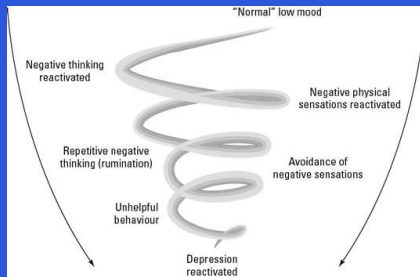 “Normal” low mood
Negative thinking
reactivated
Negative physical
sensations reactivated
Repetitive negative
thinking (rumination)
Avoidance of
negative sensations
Unhelpful
behaviour
Depression
reactivated